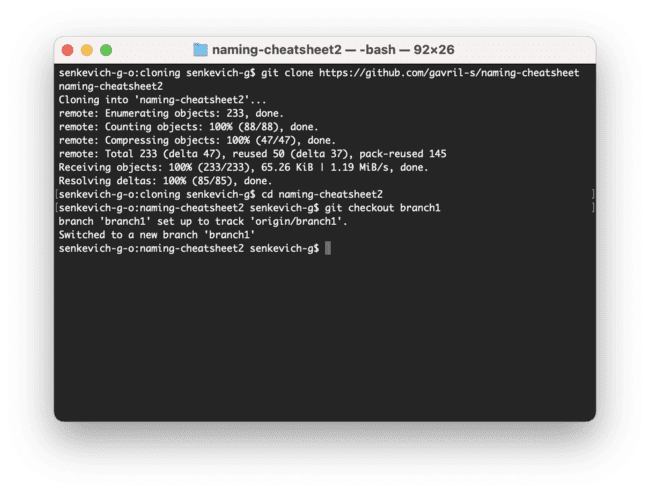 naming-cheatsheet2 — -bash — 92×26
senkevich-g-o:cloning senkevich-g$ git clone https://github.com/gavril-s/naming-cheatsheet
naming-cheatsheet2
Cloning into 'naming-cheatsheet2'...
remote: Enumerating objects: 233, done.
remote: Counting objects: 100% (88/88), done.
remote: Compressing objects: 100% (47/47), done.
remote: Total 233 (delta 47), reused 50 (delta 37), pack-reused 145
Receiving objects: 100% (233/233), 65.26 KiB | 1.19 MiB/s, done.
Resolving deltas: 100% (85/85), done.
[senkevich-g-o:cloning senkevich-g$ cd naming-cheatsheet2 ]
[senkevich-g-o:naming-cheatsheet2 senkevich-g$ git checkout branch1 ]
branch 'branch1' set up to track 'origin/branch1'.
Switched to a new branch 'branch1'
senkevich-g-o:naming-cheatsheet2 senkevich-g$